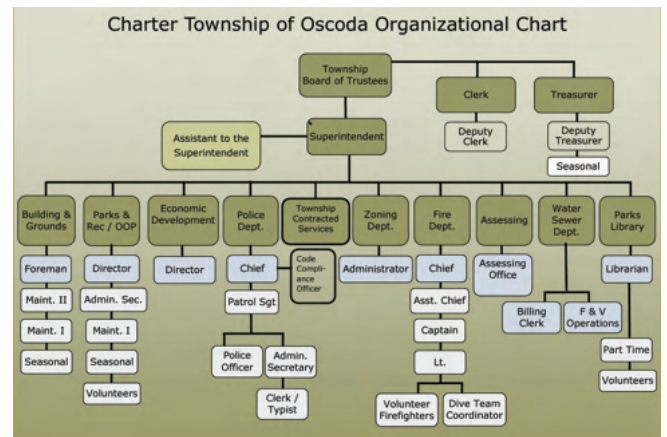 Charter Township of Oscoda Organizational Chart
Township
Board of Trustees
Clerk
Treasurer
Assistant to the
Superintendent
Superintendent
Deputy
Clerk
Deputy
Treasurer
Seasonal
Building &
Grounds
Parks &
Rec / OOP
Economic
Development
Police
Dept.
Township
Contracted
Services
Zoning
Dept.
Fire
Dept.
Assessing
Water
Sewer
Dept.
Parks
Library
Foreman
Director
Director
Chief
Code
Compli-
ance
Officer
Administrator
Chief
Assessing
Office
Librarian
Maint. II
Admin. Sec.
Patrol Sgt
Asst. Chief
Billing
Clerk
F & V
Operations
Maint. I
Maint. I
Captain
Seasonal
Seasonal
Police
Officer
Admin.
Secretary
Lt.
Part Time
Volunteers
Clerk /
Typist
Volunteer
Firefighters
Dive Team
Coordinator
Volunteers